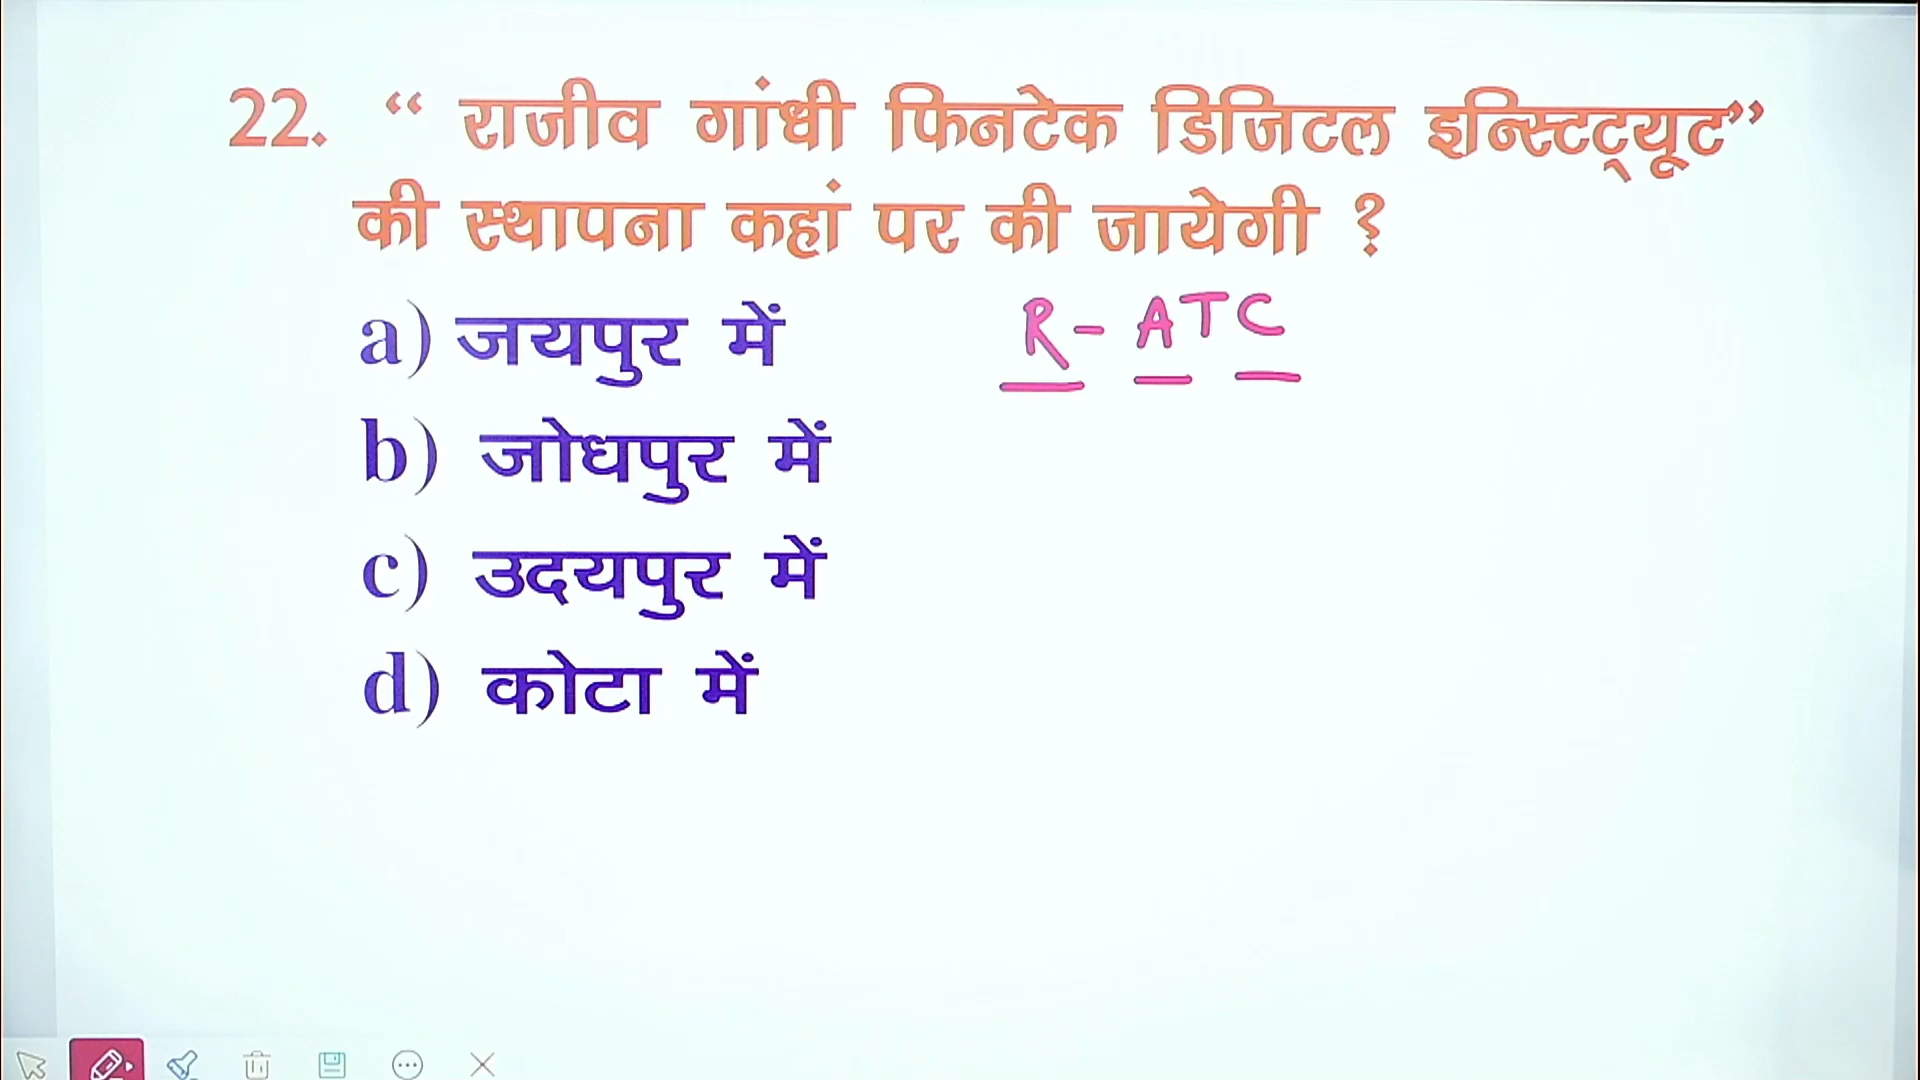 22. “ राजीव गांधी फिनटेक डिजिटल इन्स्टिट्यूट”
की स्थापना कहां पर की जायेगी ?
a) जयपुर में
R - ATC
b) जोधपुर में
c) उदयपुर में
d) कोटा में